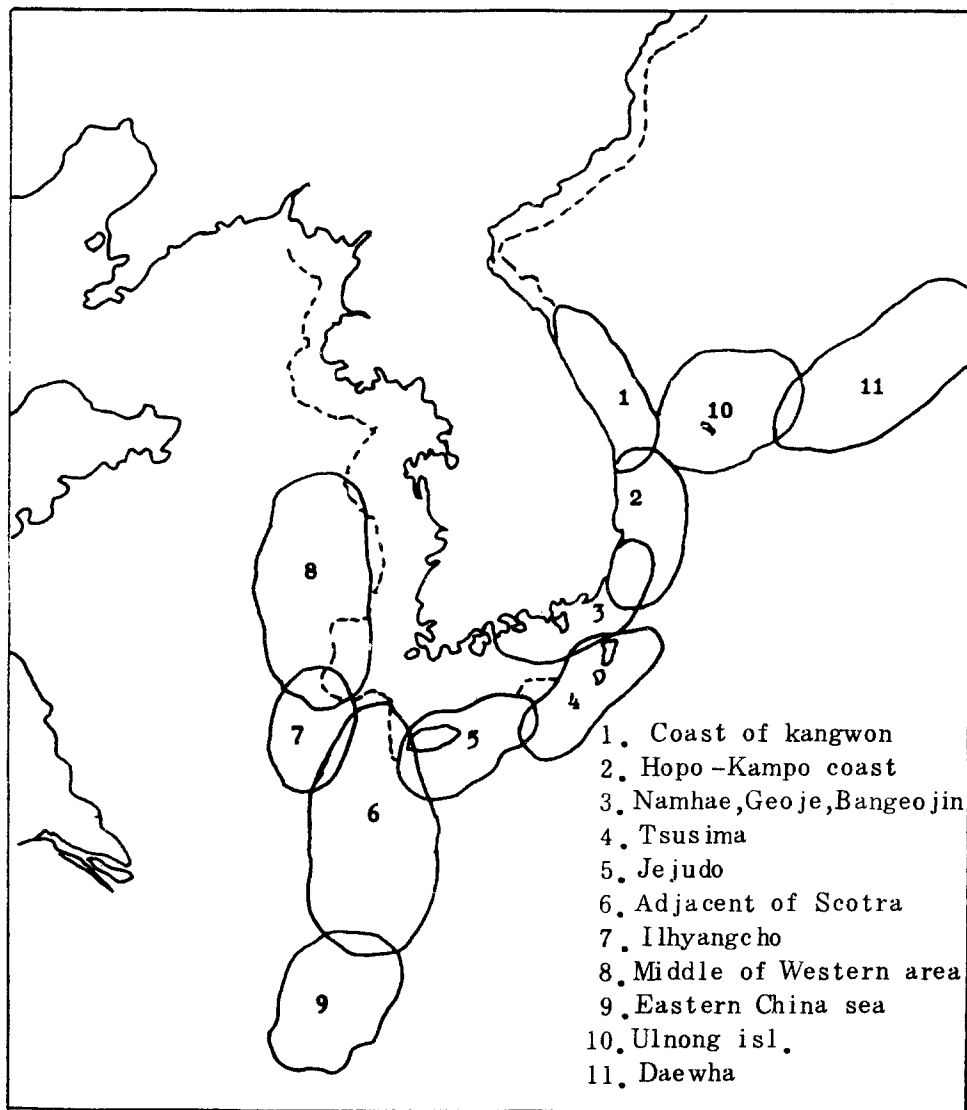 1
10
11
2
8
3
4
7
5
6
9
1. Coast of kangwon
2. Hopo-Kampo coast
3. Namhae,Geoje,Bangeojin
4. Tsusima
5. Jejudo
6. Adjacent of Scotra
7. Ilhyangcho
8. Middle of Western area
9. Eastern China sea
10. Ulnong isl.
11. Daewha